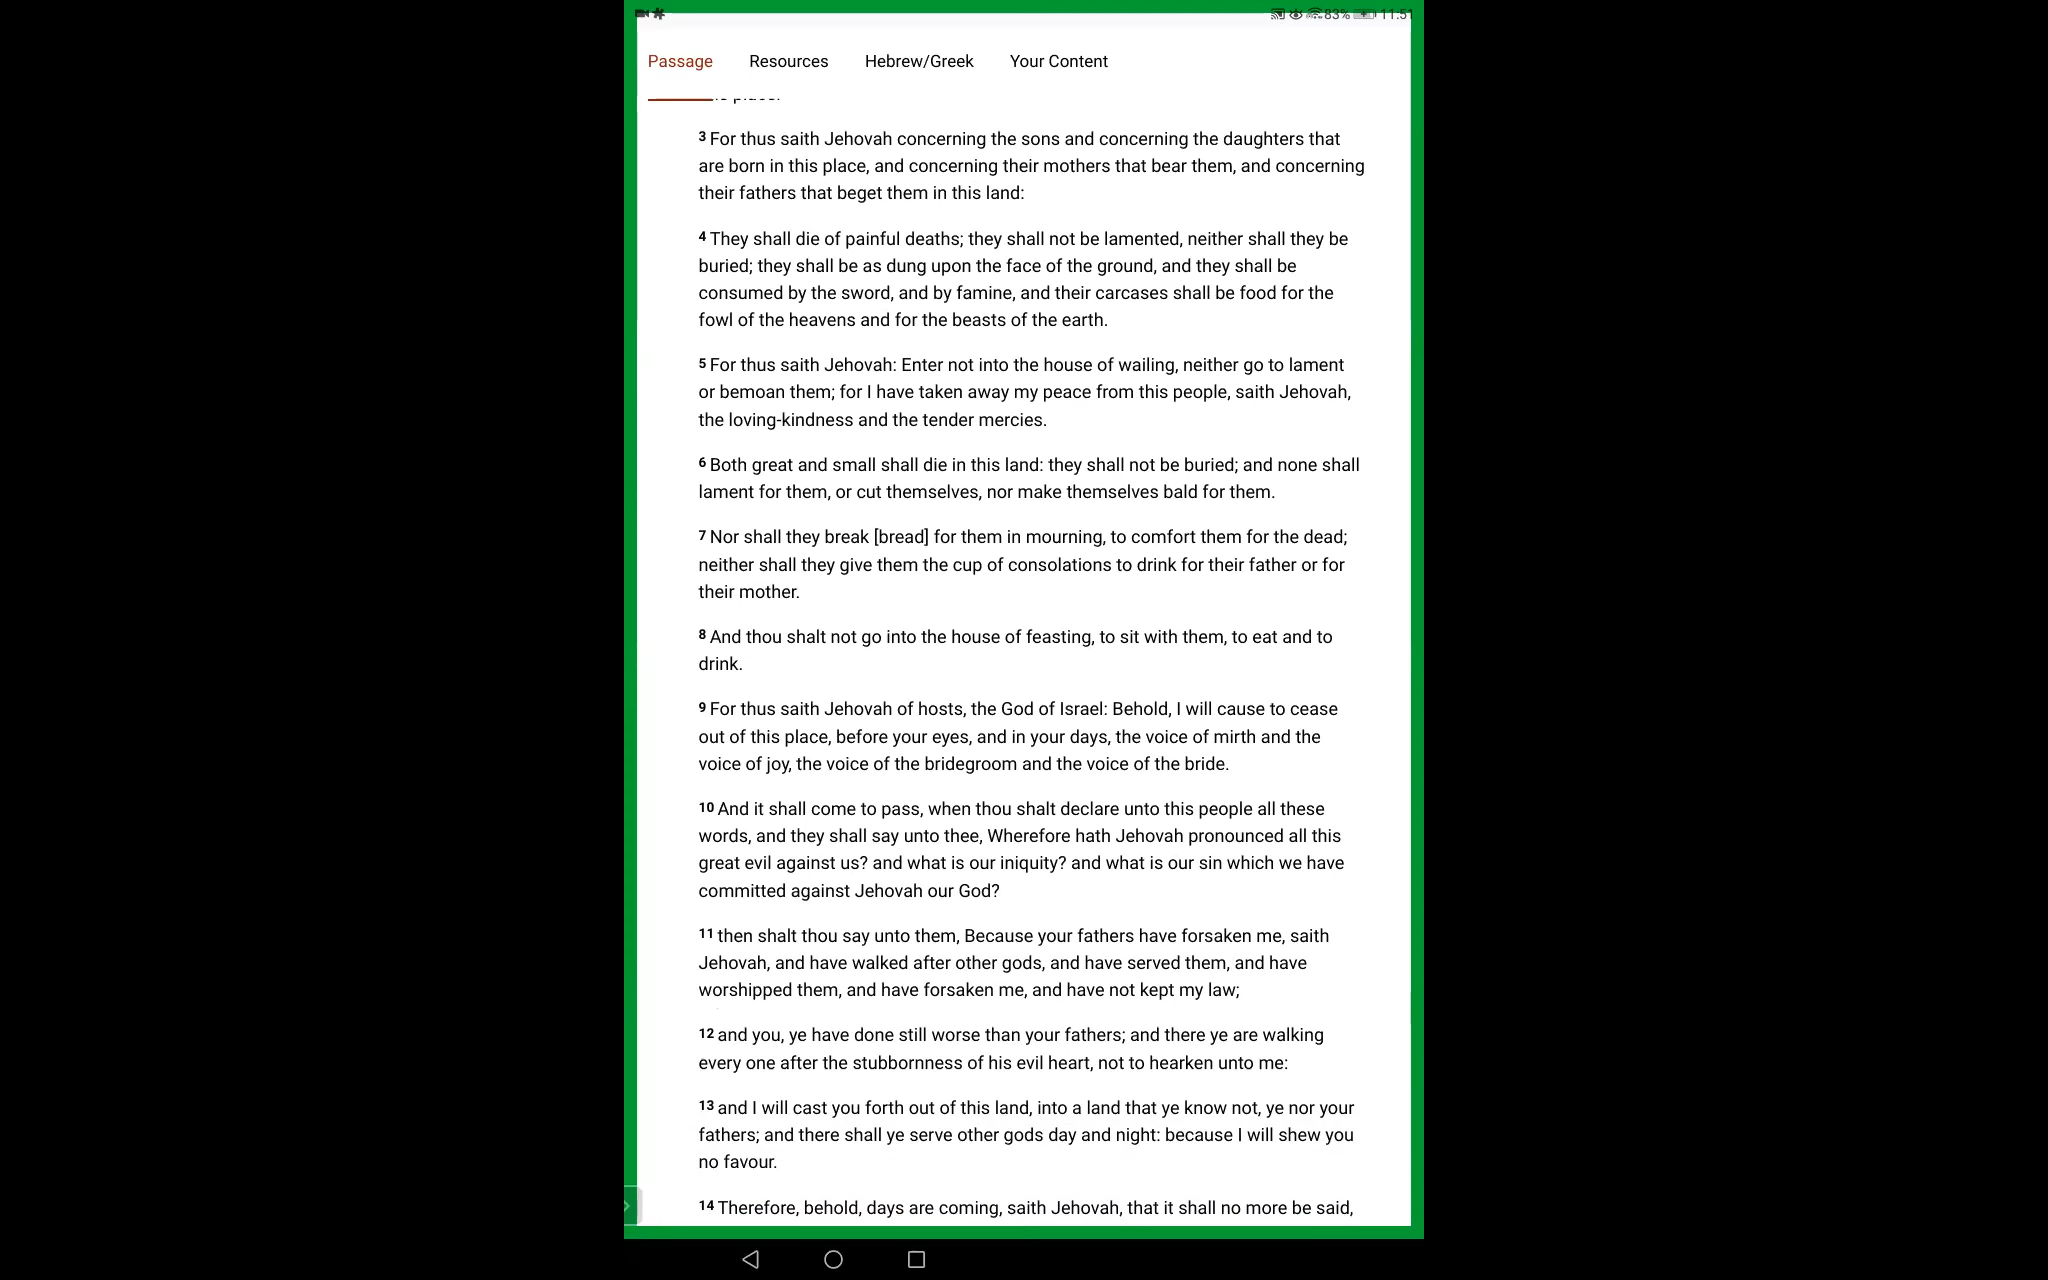 83% 11:51
Passage Resources Hebrew/Greek Your Content
place.
3 For thus saith Jehovah concerning the sons and concerning the daughters that
are born in this place, and concerning their mothers that bear them, and concerning
their fathers that beget them in this land:
4 They shall die of painful deaths; they shall not be lamented, neither shall they be
buried; they shall be as dung upon the face of the ground, and they shall be
consumed by the sword, and by famine, and their carcases shall be food for the
fowl of the heavens and for the beasts of the earth.
5 For thus saith Jehovah: Enter not into the house of wailing, neither go to lament
or bemoan them; for I have taken away my peace from this people, saith Jehovah,
the loving-kindness and the tender mercies.
6 Both great and small shall die in this land: they shall not be buried; and none shall
lament for them, or cut themselves, nor make themselves bald for them.
7 Nor shall they break [bread] for them in mourning, to comfort them for the dead;
neither shall they give them the cup of consolations to drink for their father or for
their mother.
8 And thou shalt not go into the house of feasting, to sit with them, to eat and to
drink.
9 For thus saith Jehovah of hosts, the God of Israel: Behold, I will cause to cease
out of this place, before your eyes, and in your days, the voice of mirth and the
voice of joy, the voice of the bridegroom and the voice of the bride.
10 And it shall come to pass, when thou shalt declare unto this people all these
words, and they shall say unto thee, Wherefore hath Jehovah pronounced all this
great evil against us? and what is our iniquity? and what is our sin which we have
committed against Jehovah our God?
11 then shalt thou say unto them, Because your fathers have forsaken me, saith
Jehovah, and have walked after other gods, and have served them, and have
worshipped them, and have forsaken me, and have not kept my law;
12 and you, ye have done still worse than your fathers; and there ye are walking
every one after the stubbornness of his evil heart, not to hearken unto me:
13 and I will cast you forth out of this land, into a land that ye know not, ye nor your
fathers; and there shall ye serve other gods day and night: because I will shew you
no favour.
14 Therefore, behold, days are coming, saith Jehovah, that it shall no more be said,